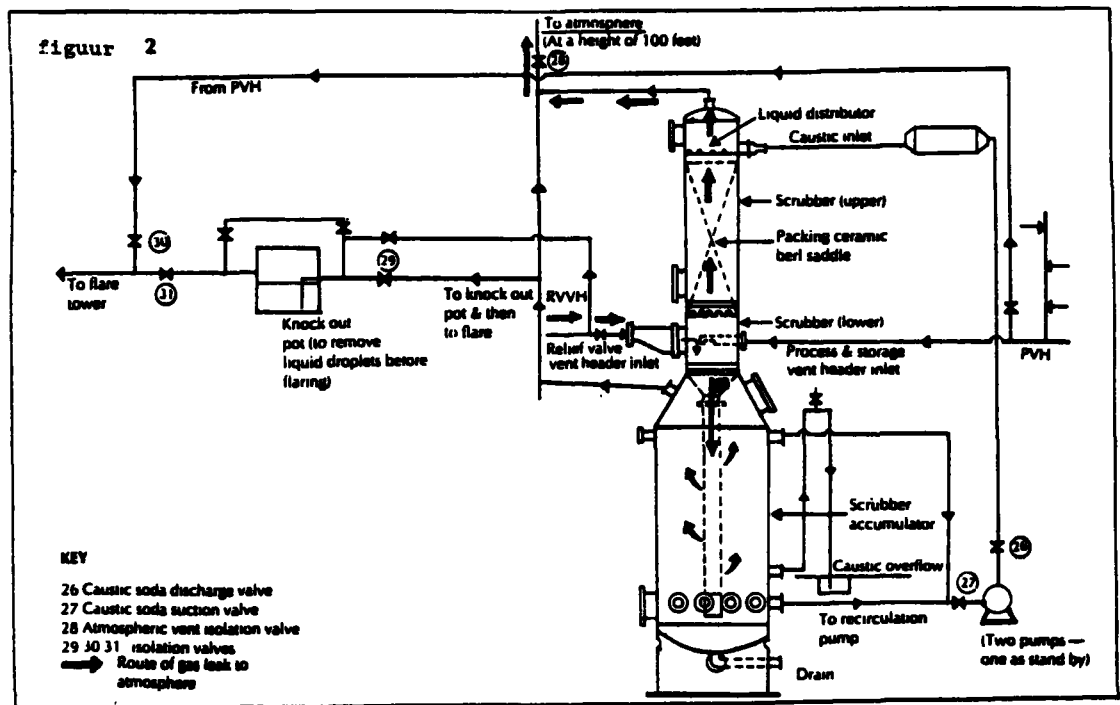 figuur 2
To atmosphere
(At a height of 100 feet)
28
From PVH
Liquid distributor
Caustic inlet
Scrubber (upper)
Packing ceramic
berl saddle
29
31
To flare
tower
To knock out
pot & then
to flare
RVVH
Knock out
pot (to remove
liquid droplets before
flaring)
Relief valve
vent header inlet
Scrubber (lower)
Process & storage
vent header inlet
PVH
Scrubber
accumulator
Caustic overflow
27
To recirculation
pump
(Two pumps —
one as stand by)
Drain
KEY
26 Caustic soda discharge valve
27 Caustic soda suction valve
28 Atmospheric vent isolation valve
29 30 31 isolation valves
Route of gas leak to
atmosphere